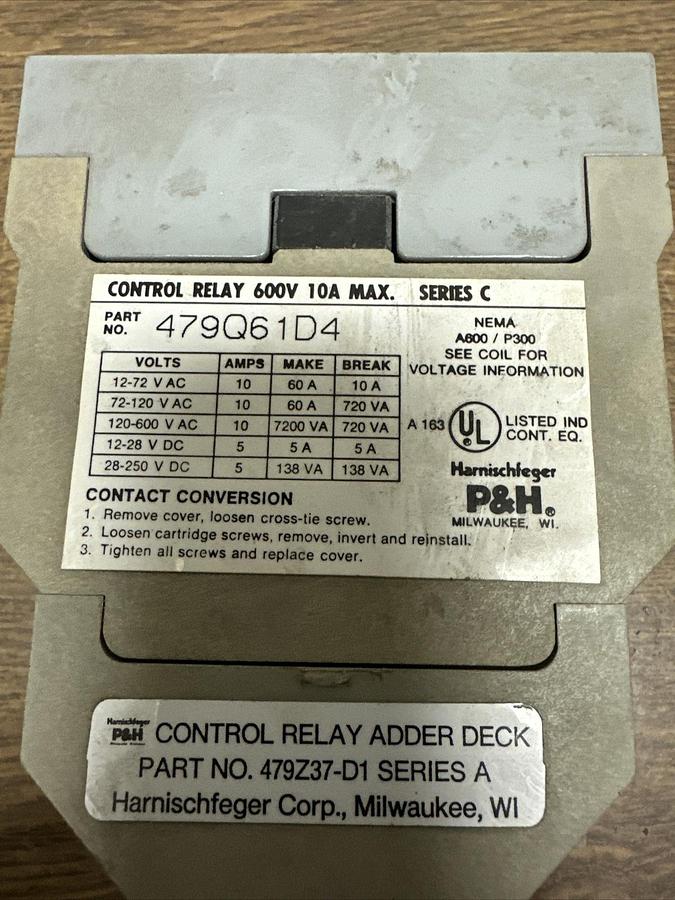 CONTROL RELAY 600V 10A MAX. SERIES C
PART NO. 479Q61D4
NEMA
A600 / P300
SEE COIL FOR
VOLTAGE INFORMATION
VOLTS AMPS MAKE BREAK
12-72 V AC 10 60 A 10 A
72-120 V AC 10 60 A 720 VA
120-600 V AC 10 7200 VA 720 VA
12-28 V DC 5 5 A 5 A
28-250 V DC 5 138 VA 138 VA
A 163 UL ® LISTED IND
CONT. EQ.
Harnischfeger
P&H®
MILWAUKEE, WI.
CONTACT CONVERSION
1. Remove cover, loosen cross-tie screw.
2. Loosen cartridge screws, remove, invert and reinstall.
3. Tighten all screws and replace cover.
Harnischfeger
P&H
CONTROL RELAY ADDER DECK
PART NO. 479Z37-D1 SERIES A
Harnischfeger Corp., Milwaukee, WI